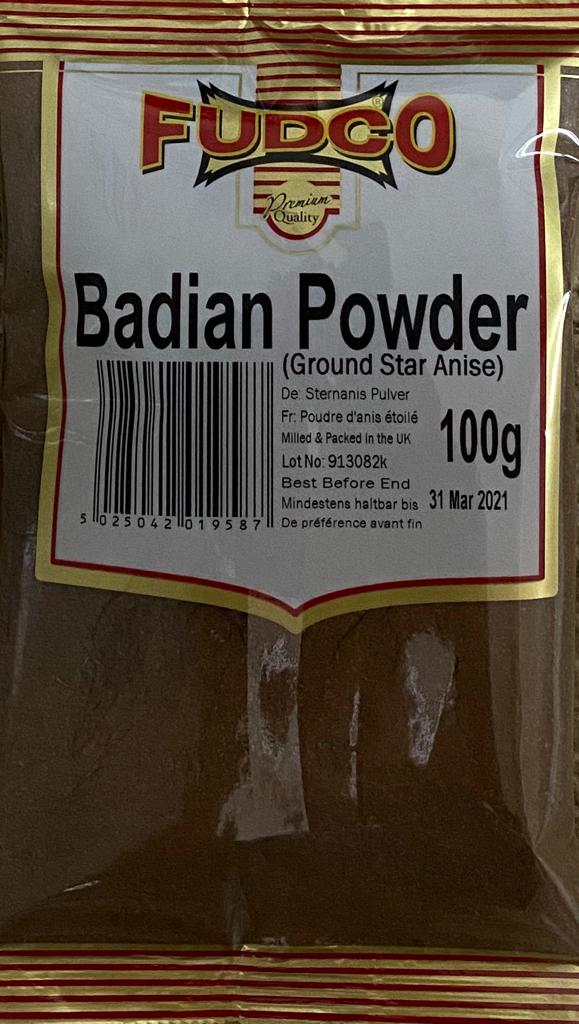 FUDCO®
Premium
Quality
Badian Powder
(Ground Star Anise)
De: Sternanis Pulver
Fr: Poudre d'anis étoilé
Milled & Packed in the UK
100g
Lot No: 913082k
Best Before End
Mindestens haltbar bis 31 Mar 2021
De préférence avant fin
5 025042 019587